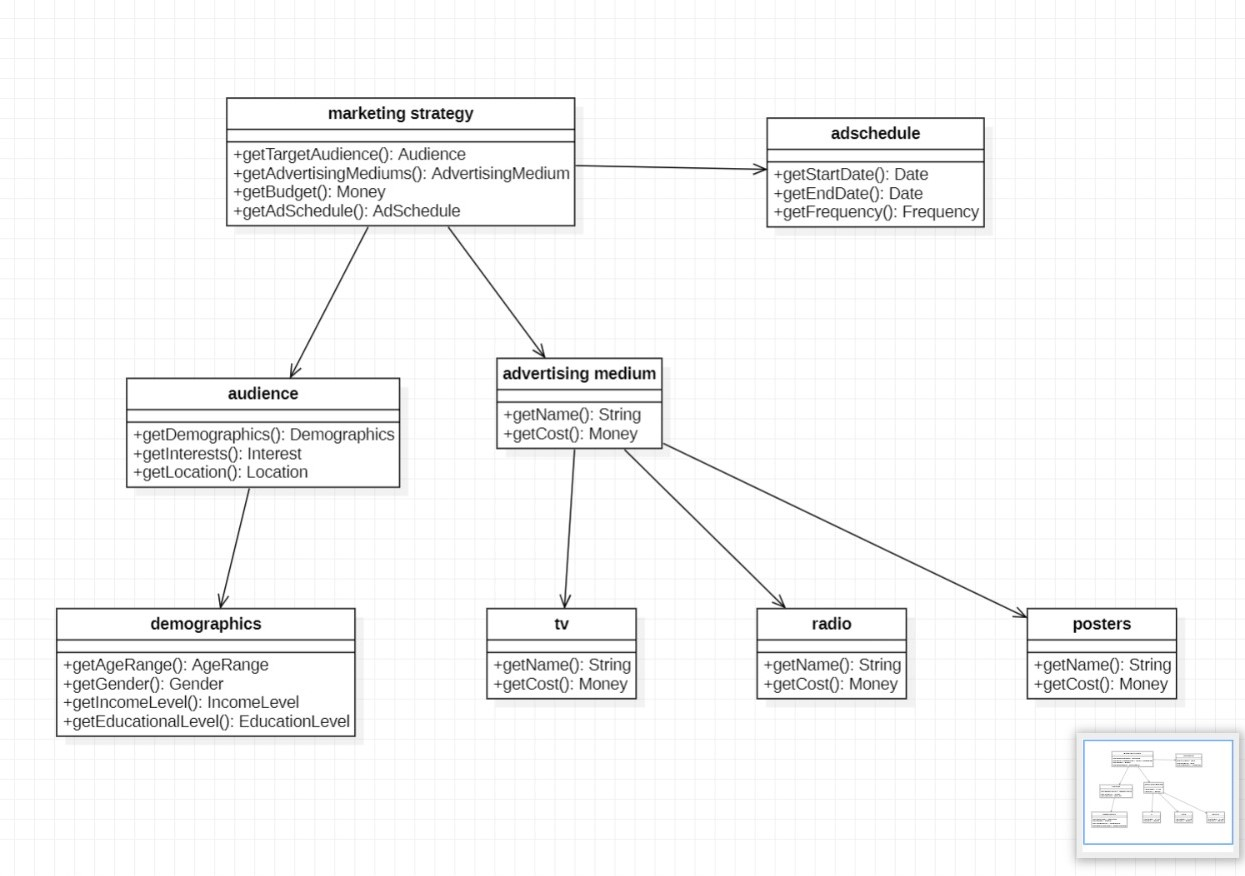 marketing strategy
+getTargetAudience(): Audience
+getAdvertisingMediums(): AdvertisingMedium
+getBudget(): Money
+getAdSchedule(): AdSchedule
adschedule
+getStartDate(): Date
+getEndDate(): Date
+getFrequency(): Frequency
audience
+getDemographics(): Demographics
+getInterests(): Interest
+getLocation(): Location
advertising medium
+getName(): String
+getCost(): Money
demographics
+getAgeRange(): AgeRange
+getGender(): Gender
+getIncomeLevel(): IncomeLevel
+getEducationalLevel(): EducationLevel
tv
+getName(): String
+getCost(): Money
radio
+getName(): String
+getCost(): Money
posters
+getName(): String
+getCost(): Money